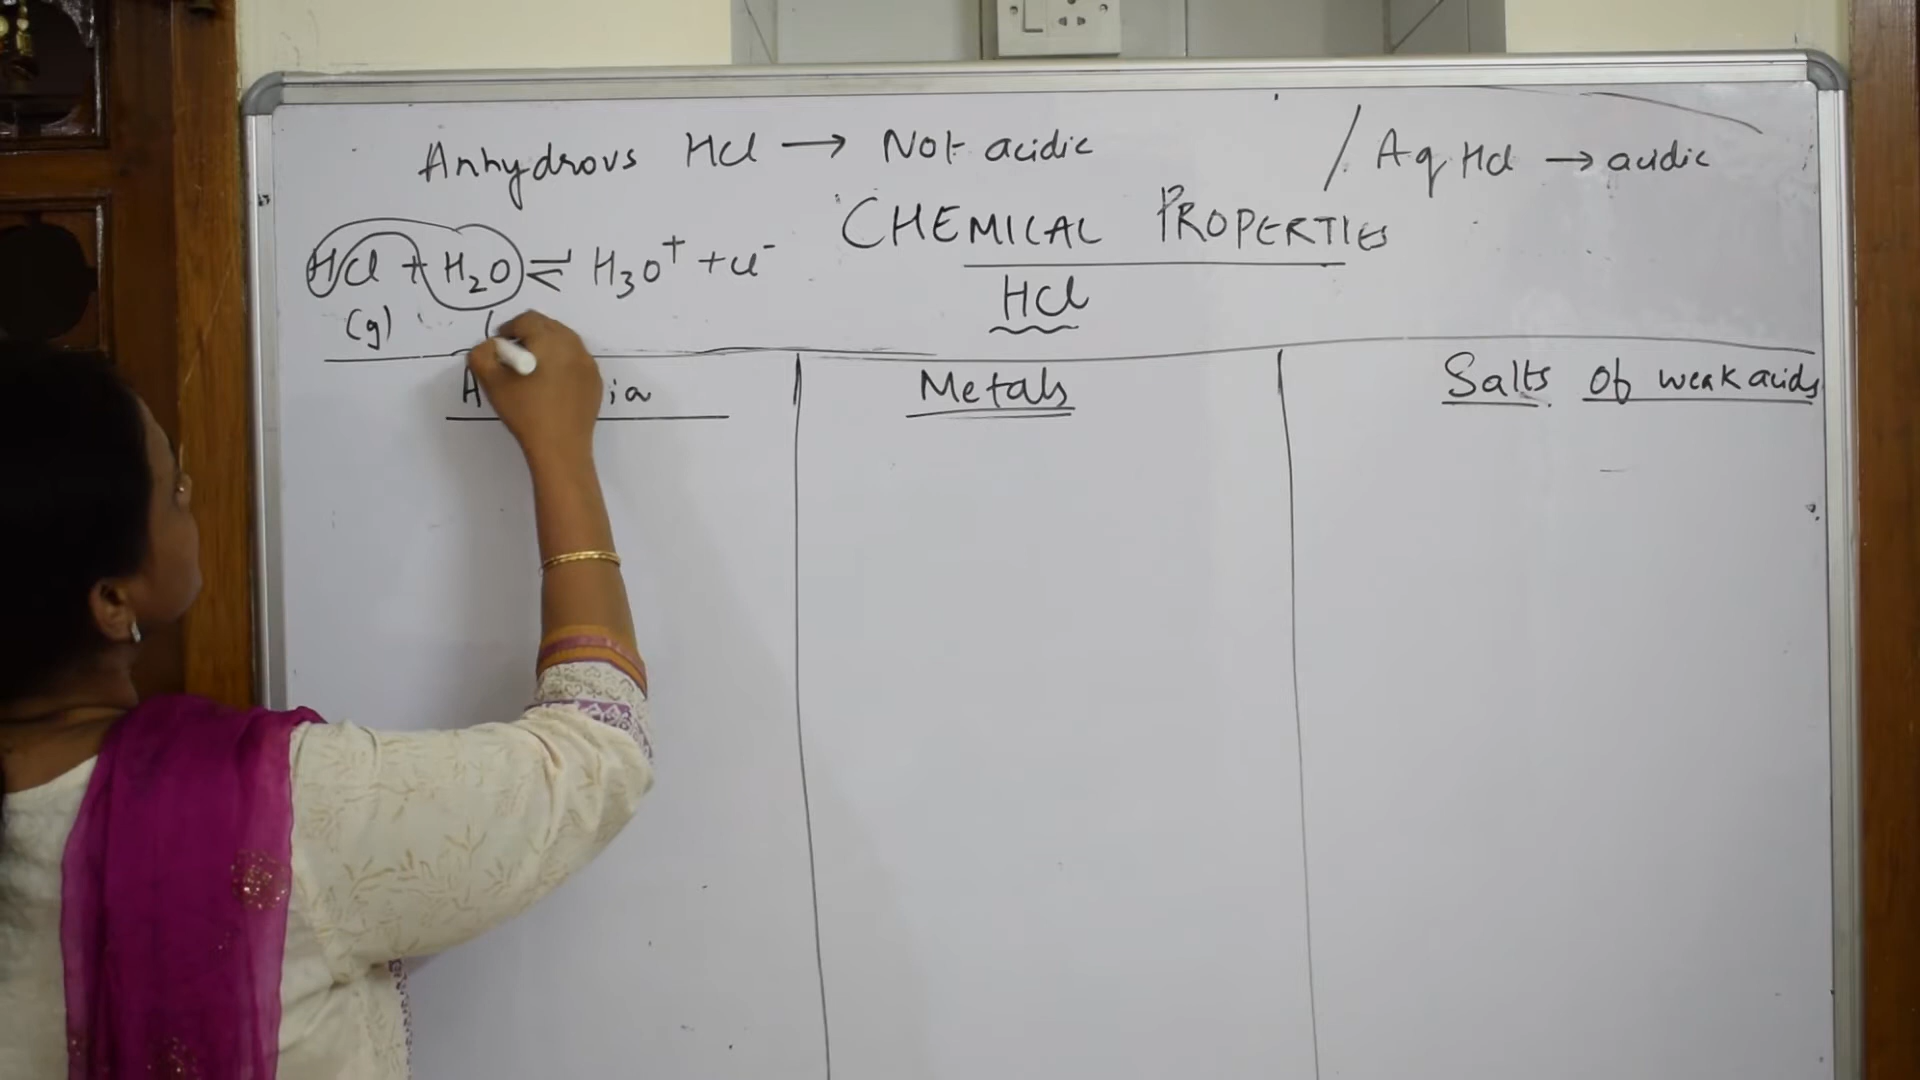 Anhydrous HCl → Not acidic / Aq HCl → acidic
CHEMICAL PROPERTIES
HCl + H₂O ⇌ H₃O⁺ + Cl⁻
HCl
(g) (
Metals
Salts of weak acids